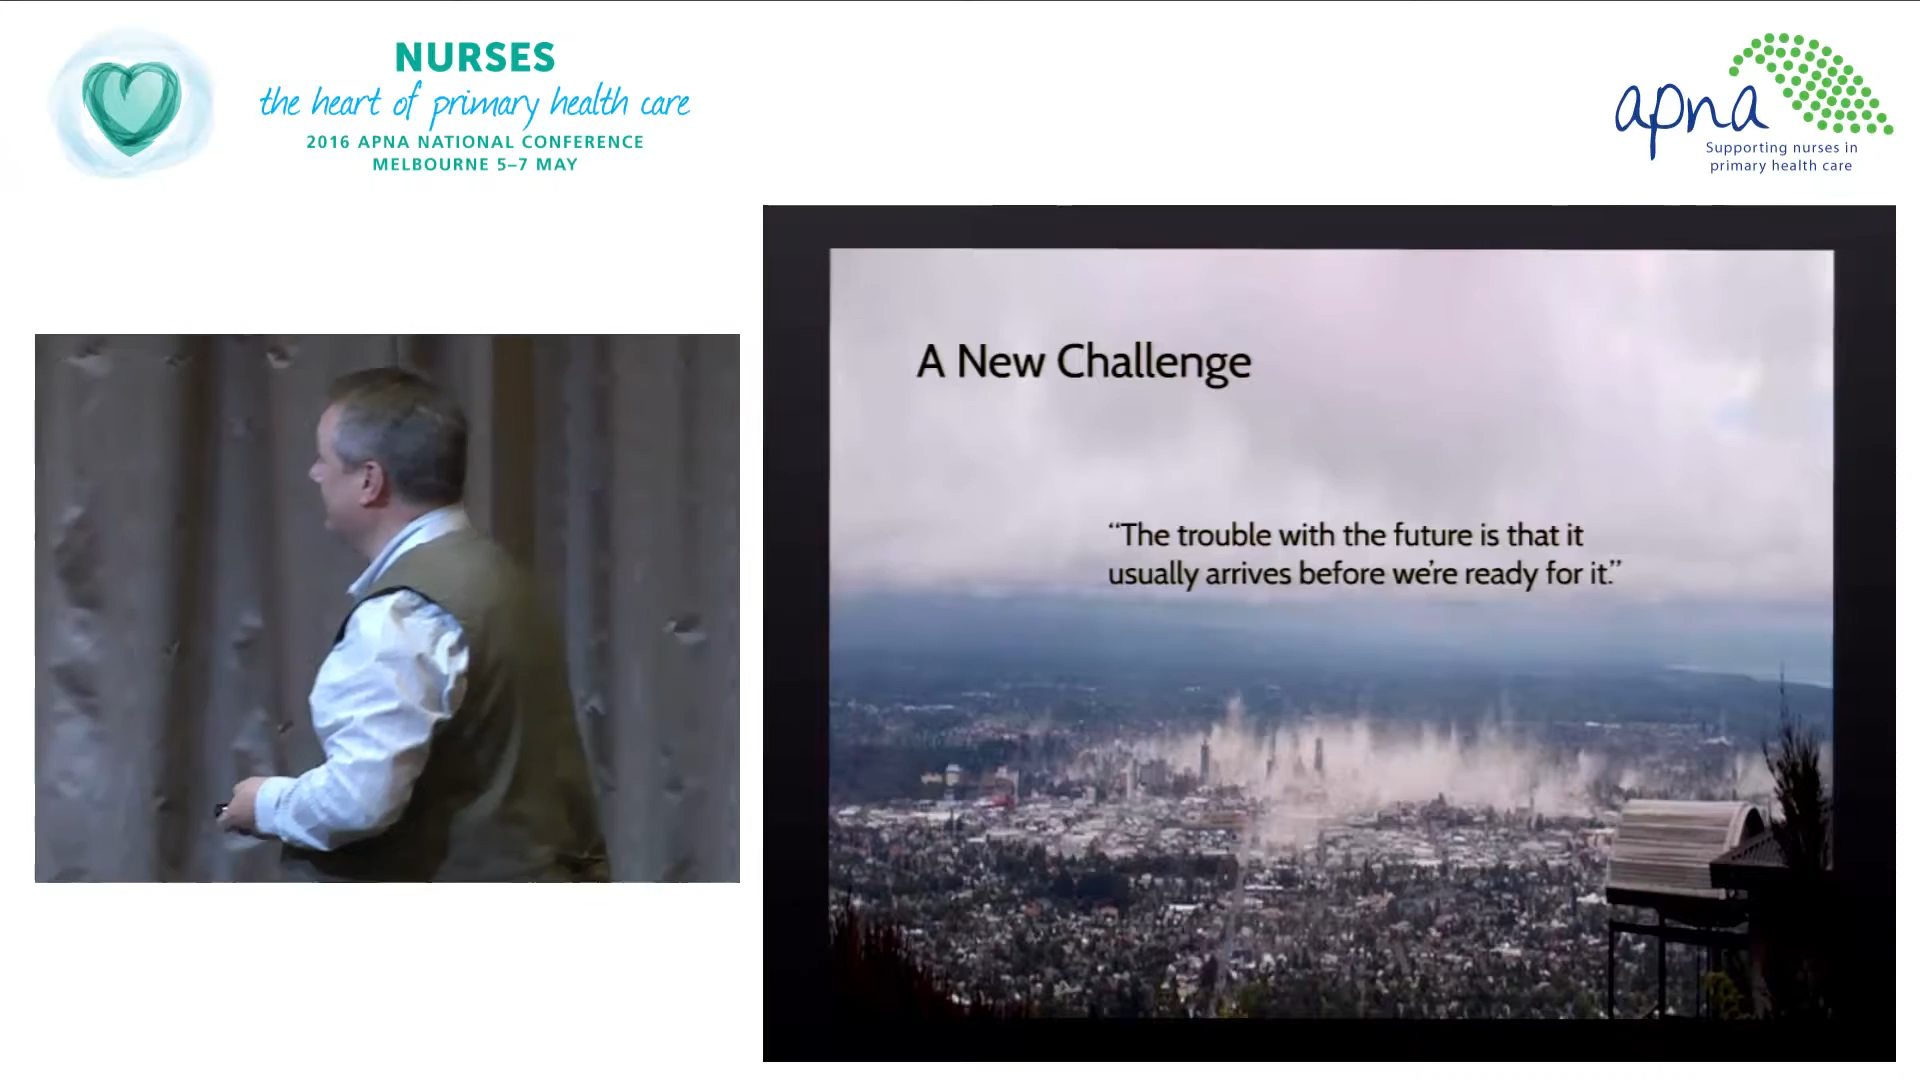 NURSES
the heart of primary health care
2016 APNA NATIONAL CONFERENCE
MELBOURNE 5–7 MAY
apna
Supporting nurses in
primary health care
A New Challenge
“The trouble with the future is that it
usually arrives before we’re ready for it.”